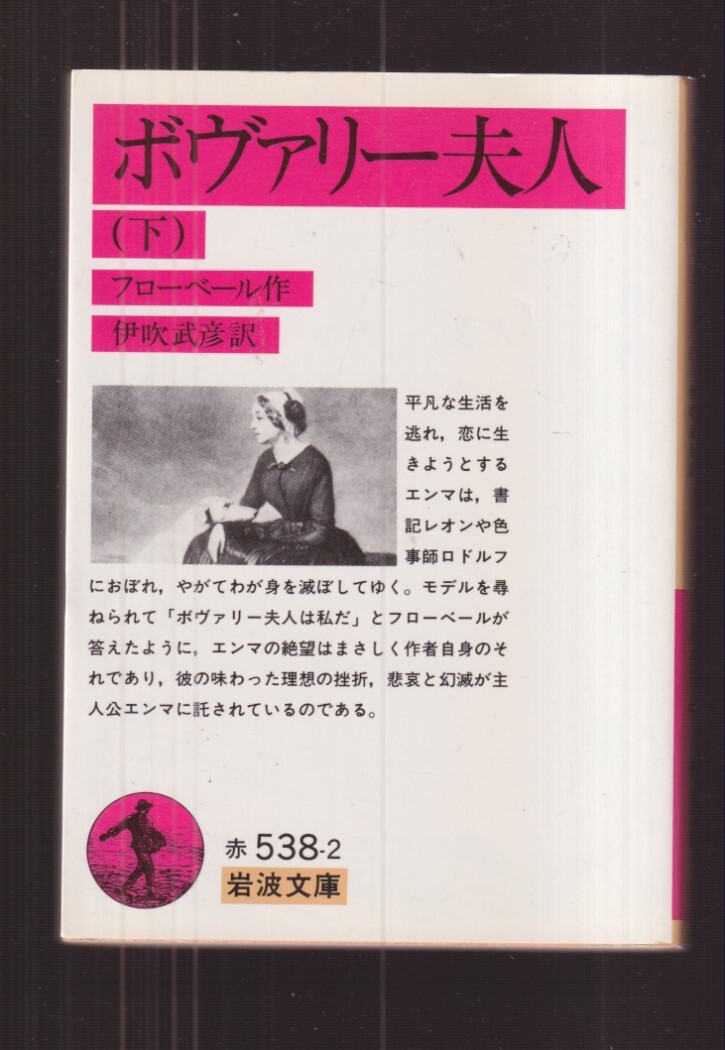 ボヴァリー夫人
(下)
フローベール作
伊吹武彦訳
平凡な生活を
逃れ，恋に生
きようとする
エンマは，書
記レオンや色
事師ロドルフ
におぼれ，やがてわが身を滅ぼしてゆく。モデルを尋
ねられて「ボヴァリー夫人は私だ」とフローベールが
答えたように，エンマの絶望はまさしく作者自身のそ
れであり，彼の味わった理想の挫折，悲哀と幻滅が主
人公エンマに託されているのである。
赤 538-2
岩波文庫